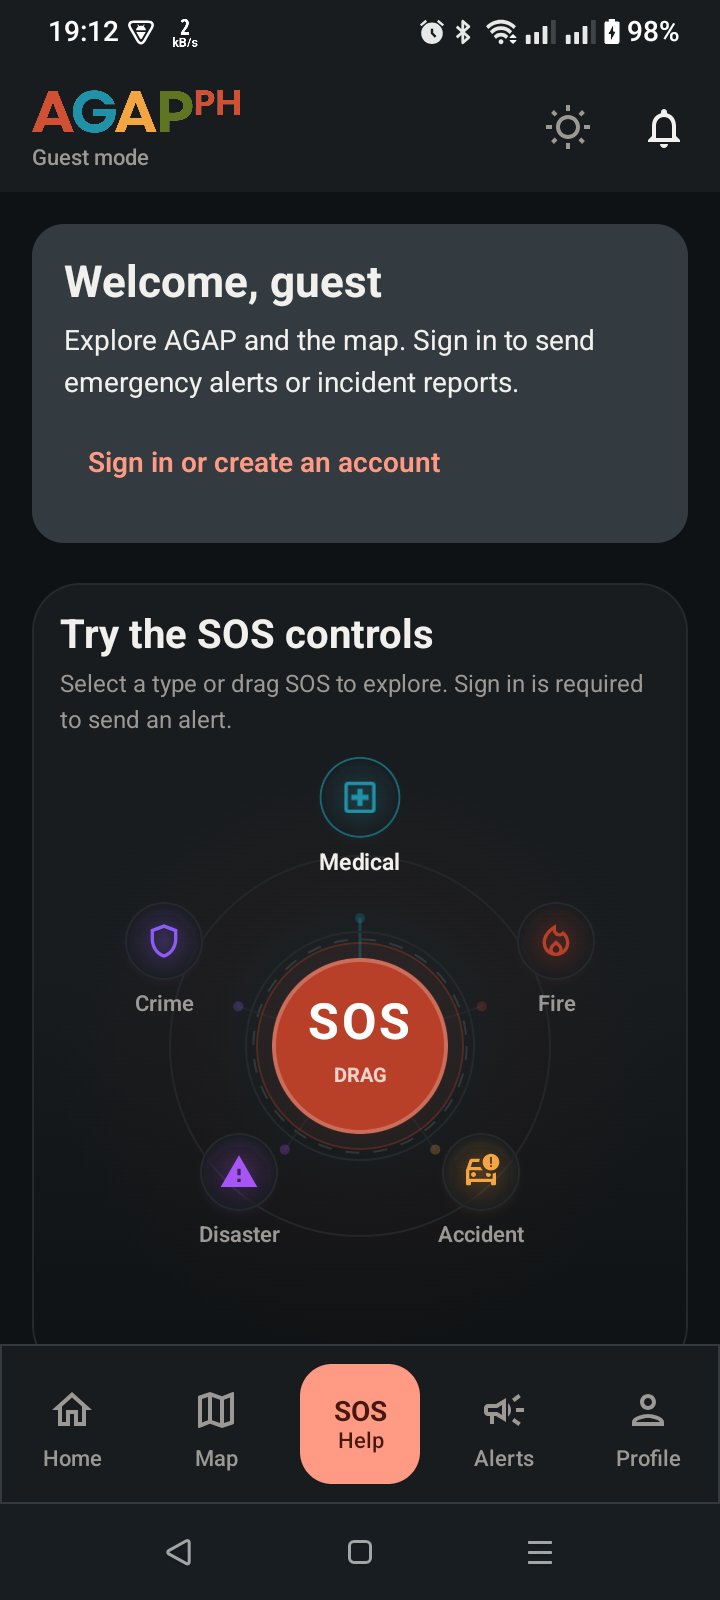 19:12
2
kB/s
98%
AGAPPH
Guest mode
Welcome, guest
Explore AGAP and the map. Sign in to send
emergency alerts or incident reports.
Sign in or create an account
Try the SOS controls
Select a type or drag SOS to explore. Sign in is required
to send an alert.
Medical
Crime
Fire
SOS
DRAG
Disaster
Accident
SOS
Help
Home
Map
Alerts
Profile